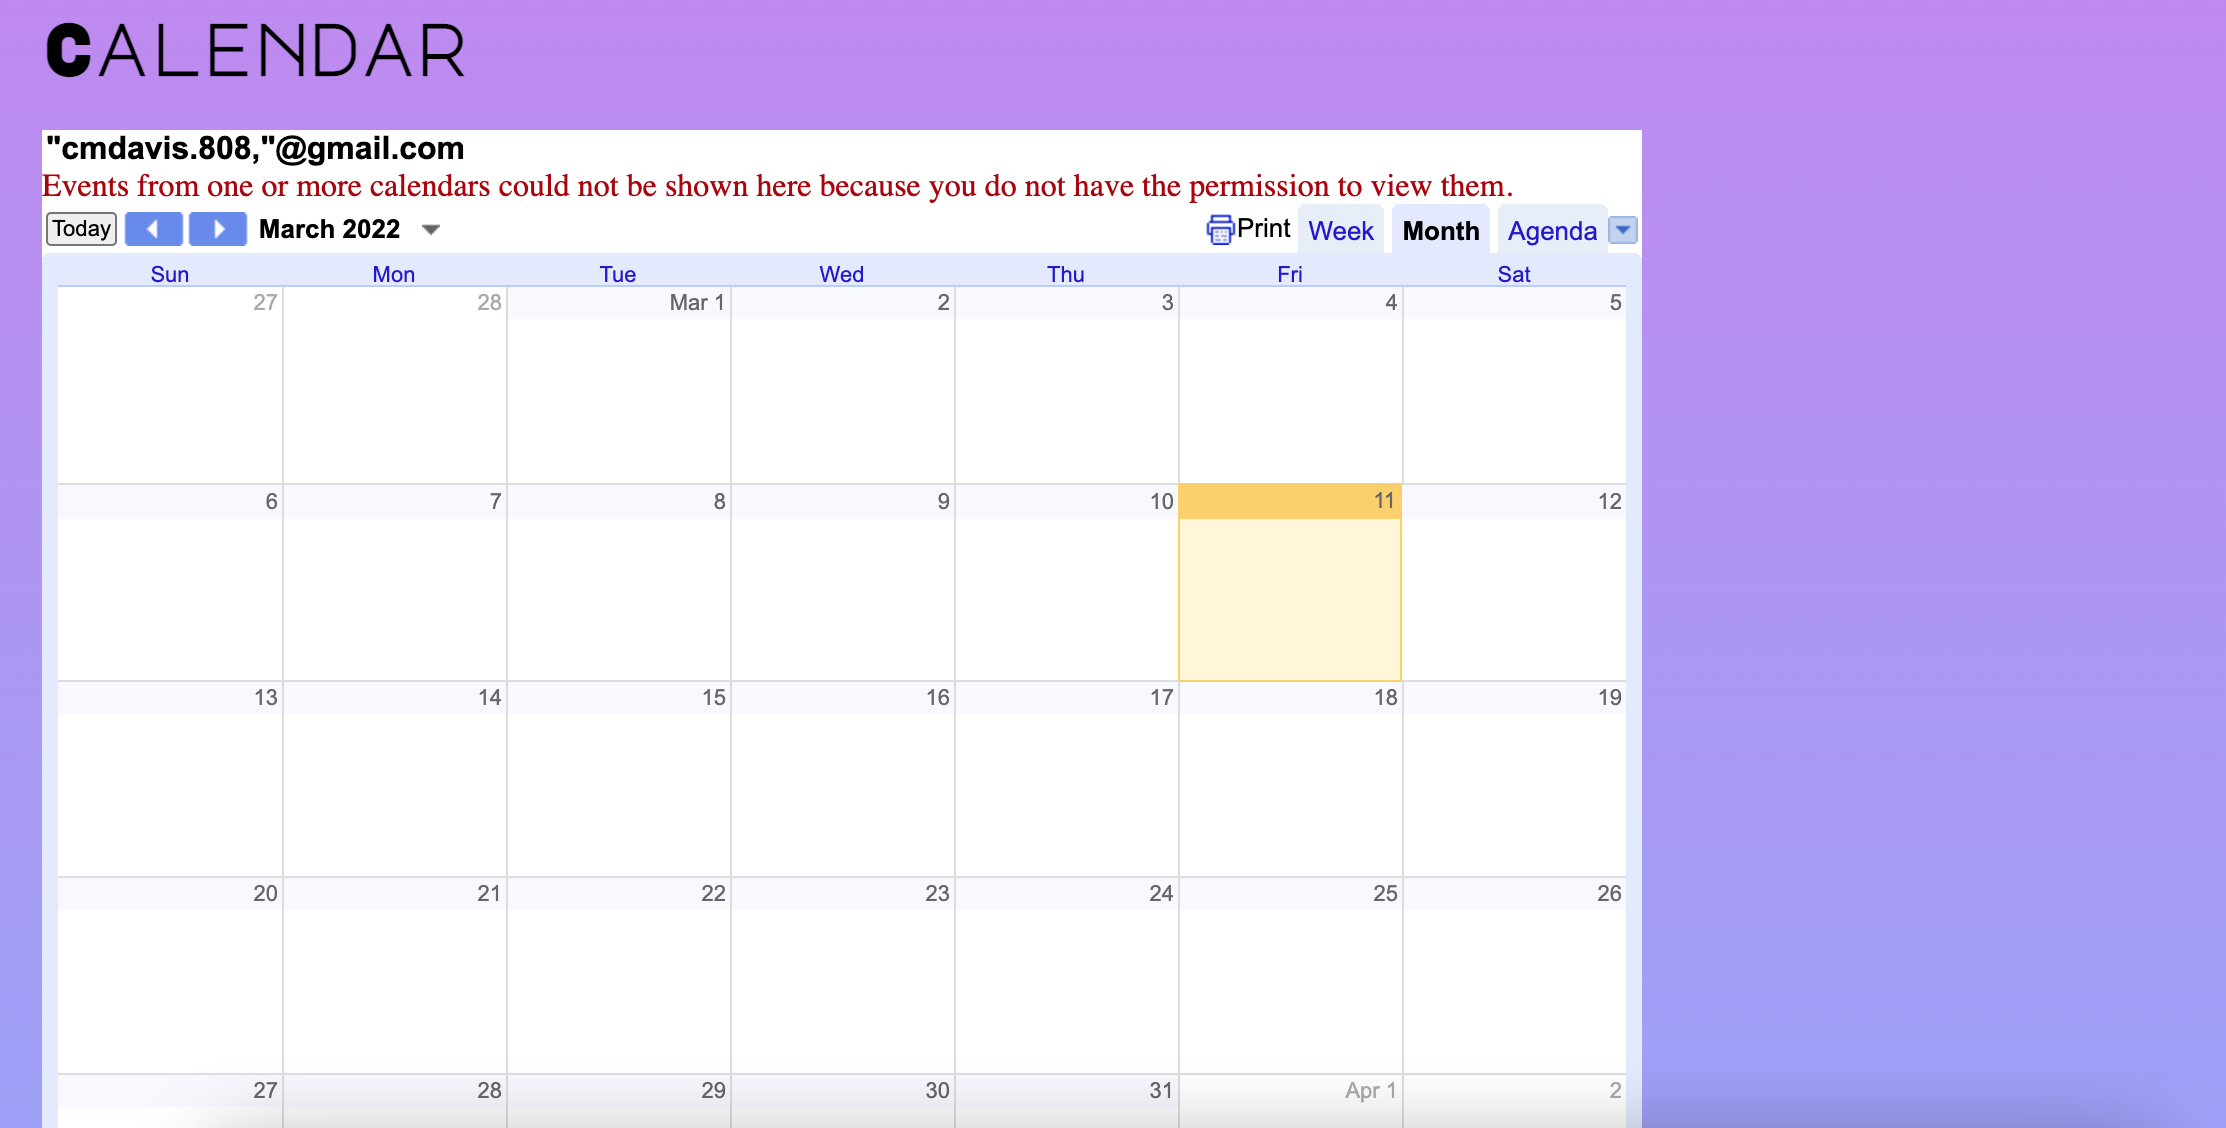 CALENDAR
"cmdavis.808,"@gmail.com
Events from one or more calendars could not be shown here because you do not have the permission to view them.
Today March 2022 Print Week Month Agenda
Sun Mon Tue Wed Thu Fri Sat
27 28 Mar 1 2 3 4 5
6 7 8 9 10 11 12
13 14 15 16 17 18 19
20 21 22 23 24 25 26
27 28 29 30 31 Apr 1 2